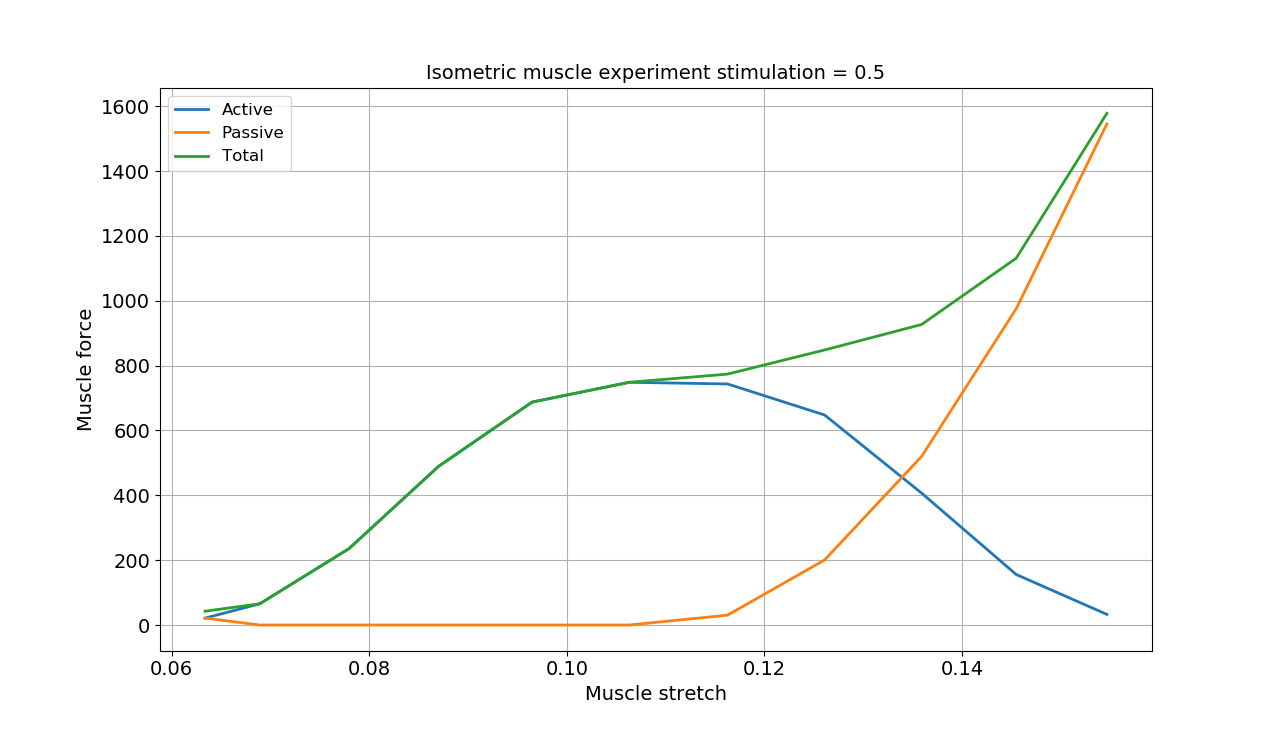 Isometric muscle experiment stimulation = 0.5
Active
Passive
Total
1600
1400
1200
1000
800
600
400
200
0
Muscle force
0.06 0.08 0.10 0.12 0.14
Muscle stretch